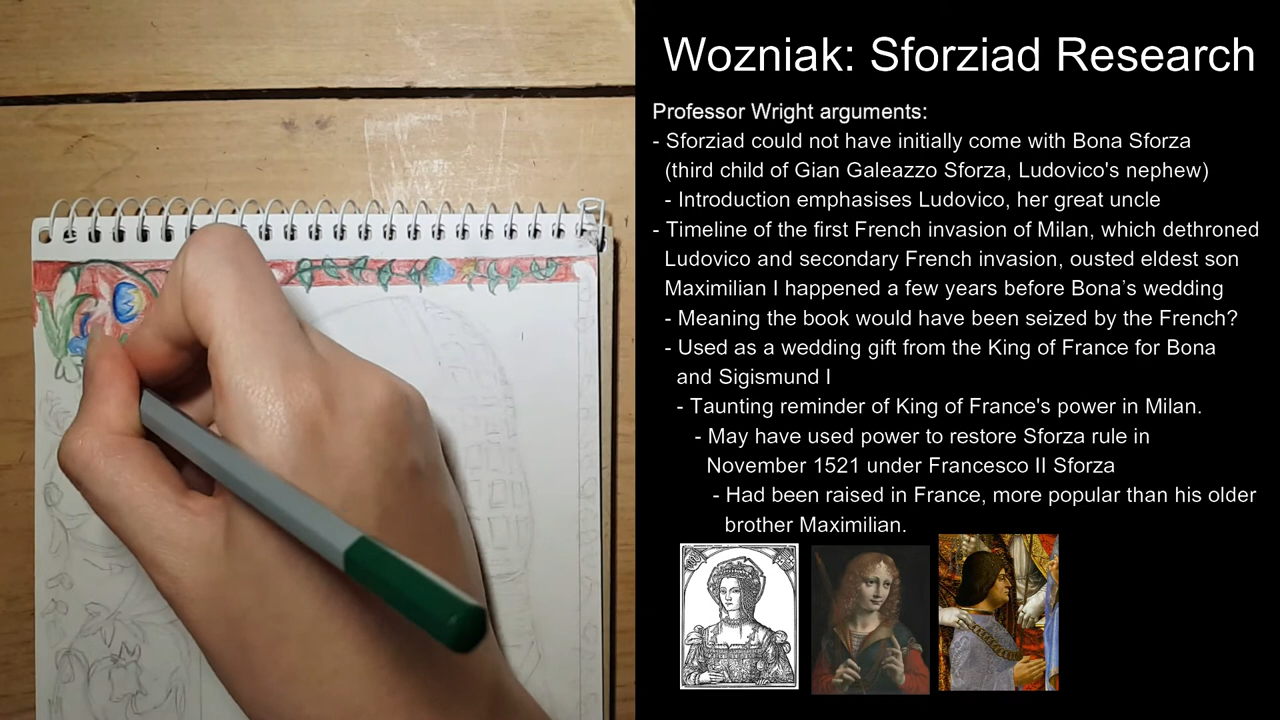 Wozniak: Sforziad Research
Professor Wright arguments:
- Sforziad could not have initially come with Bona Sforza
(third child of Gian Galeazzo Sforza, Ludovico's nephew)
- Introduction emphasises Ludovico, her great uncle
- Timeline of the first French invasion of Milan, which dethroned
Ludovico and secondary French invasion, ousted eldest son
Maximilian I happened a few years before Bona’s wedding
- Meaning the book would have been seized by the French?
- Used as a wedding gift from the King of France for Bona
and Sigismund I
- Taunting reminder of King of France's power in Milan.
- May have used power to restore Sforza rule in
November 1521 under Francesco II Sforza
- Had been raised in France, more popular than his older
brother Maximilian.